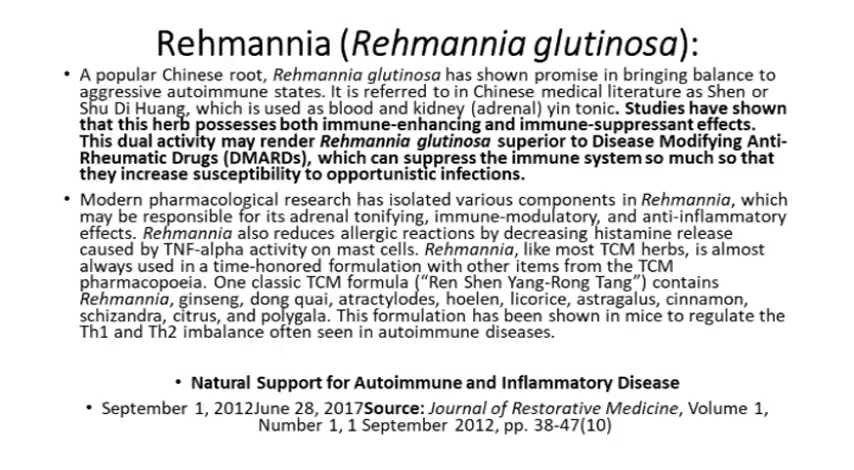 Rehmannia (Rehmannia glutinosa):
• A popular Chinese root, Rehmannia glutinosa has shown promise in bringing balance to
aggressive autoimmune states. It is referred to in Chinese medical literature as Shen or
Shu Di Huang, which is used as blood and kidney (adrenal) yin tonic. Studies have shown
that this herb possesses both immune-enhancing and immune-suppressant effects.
This dual activity may render Rehmannia glutinosa superior to Disease Modifying Anti-
Rheumatic Drugs (DMARDs), which can suppress the immune system so much so that
they increase susceptibility to opportunistic infections.
• Modern pharmacological research has isolated various components in Rehmannia, which
may be responsible for its adrenal tonifying, immune-modulatory, and anti-inflammatory
effects. Rehmannia also reduces allergic reactions by decreasing histamine release
caused by TNF-alpha activity on mast cells. Rehmannia, like most TCM herbs, is almost
always used in a time-honored formulation with other items from the TCM
pharmacopoeia. One classic TCM formula (“Ren Shen Yang-Rong Tang”) contains
Rehmannia, ginseng, dong quai, atractylodes, hoelen, licorice, astragalus, cinnamon,
schizandra, citrus, and polygala. This formulation has been shown in mice to regulate the
Th1 and Th2 imbalance often seen in autoimmune diseases.
• Natural Support for Autoimmune and Inflammatory Disease
• September 1, 2012June 28, 2017Source: Journal of Restorative Medicine, Volume 1,
Number 1, 1 September 2012, pp. 38-47(10)